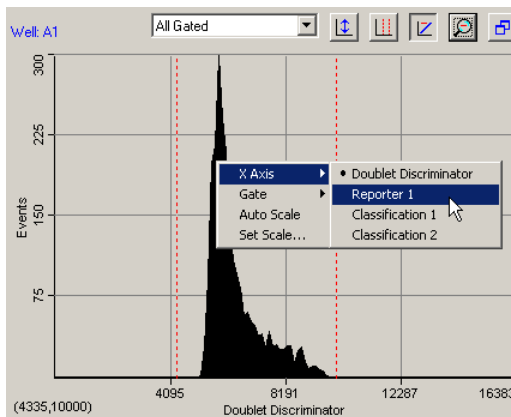 Well: A1
All Gated
300
225
150
75
Events
X Axis
Gate
Auto Scale
Set Scale...
Doublet Discriminator
Reporter 1
Classification 1
Classification 2
4095
8191
12287
16383
(4335,10000)
Doublet Discriminator